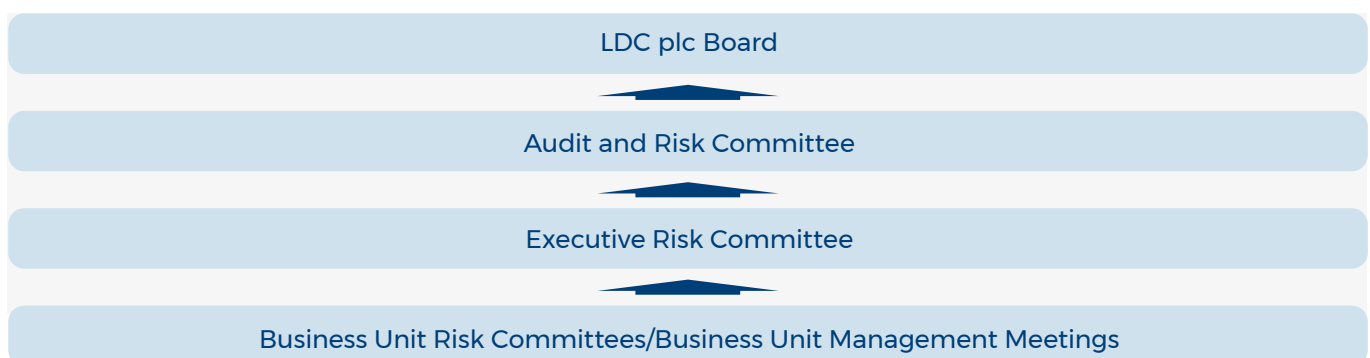 LDC plc Board
Audit and Risk Committee
Executive Risk Committee
Business Unit Risk Committees/Business Unit Management Meetings